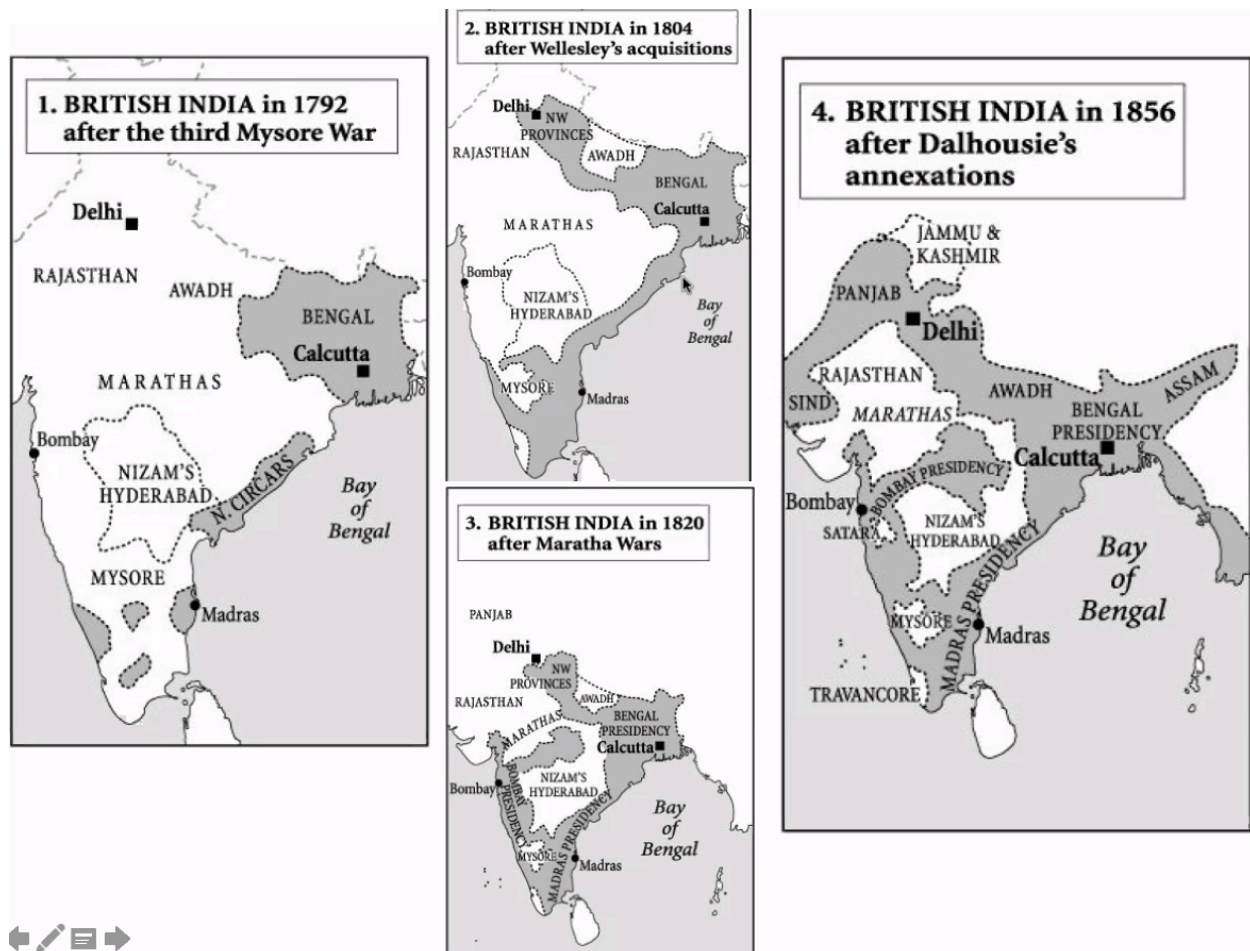 1. BRITISH INDIA in 1792
after the third Mysore War
Delhi
RAJASTHAN
AWADH
BENGAL
Calcutta
MARATHAS
Bombay
NIZAM'S
HYDERABAD
N. CIRCARS
Bay
of
Bengal
MYSORE
Madras
2. BRITISH INDIA in 1804
after Wellesley's acquisitions
Delhi
NW
PROVINCES
RAJASTHAN
AWADH
BENGAL
Calcutta
MARATHAS
Bombay
NIZAM'S
HYDERABAD
Bay
of
Bengal
MYSORE
Madras
3. BRITISH INDIA in 1820
after Maratha Wars
PANJAB
Delhi
NW
PROVINCES
RAJASTHAN
AWADH
MARATHAS
BENGAL
PRESIDENCY
Calcutta
Bombay
BOMBAY
PRESIDENCY
NIZAM'S
HYDERABAD
MADRAS PRESIDENCY
Bay
of
Bengal
MYSORE
Madras
4. BRITISH INDIA in 1856
after Dalhousie's
annexations
JAMMU &
KASHMIR
PANJAB
Delhi
RAJASTHAN
SIND
MARATHAS
AWADH
ASSAM
BENGAL
PRESIDENCY
Calcutta
BOMBAY PRESIDENCY
Bombay
SATARA
NIZAM'S
HYDERABAD
MADRAS PRESIDENCY
Bay
of
Bengal
MYSORE
Madras
TRAVANCORE